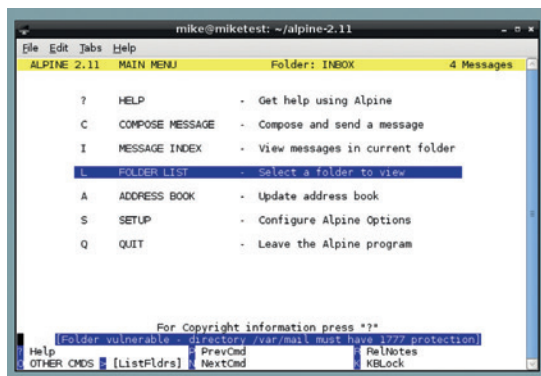 mike@miketest: ~/alpine-2.11
File Edit Tabs Help
ALPINE 2.11 MAIN MENU Folder: INBOX 4 Messages
? HELP - Get help using Alpine
C COMPOSE MESSAGE - Compose and send a message
I MESSAGE INDEX - View messages in current folder
L FOLDER LIST - Select a folder to view
A ADDRESS BOOK - Update address book
S SETUP - Configure Alpine Options
Q QUIT - Leave the Alpine program
For Copyright information press "?"
[Folder vulnerable - directory /var/mail must have 1777 protection]
? Help P PrevCmd R RelNotes
O OTHER CMDS > [ListFldrs] N NextCmd K KBLock